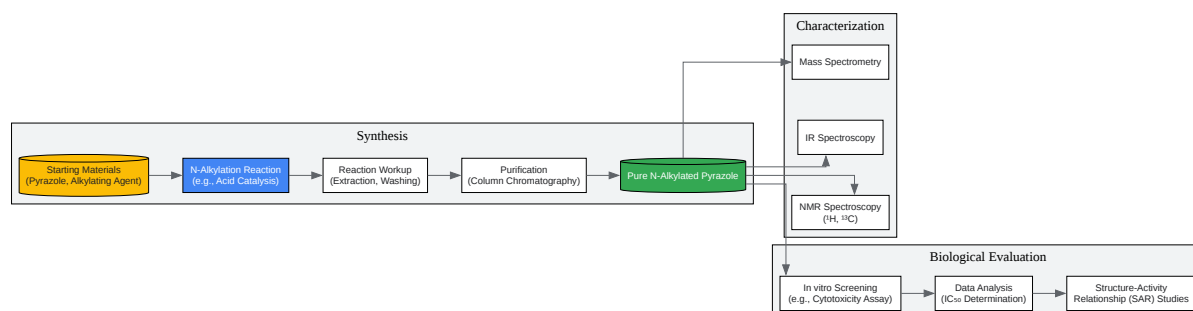 Characterization
Mass Spectrometry
IR Spectroscopy
NMR Spectroscopy
(¹H, ¹³C)
Synthesis
Starting Materials
(Pyrazole, Alkylating Agent)
N-Alkylation Reaction
(e.g., Acid Catalysis)
Reaction Workup
(Extraction, Washing)
Purification
(Column Chromatography)
Pure N-Alkylated Pyrazole
Biological Evaluation
In vitro Screening
(e.g., Cytotoxicity Assay)
Data Analysis
(IC₅₀ Determination)
Structure-Activity
Relationship (SAR) Studies